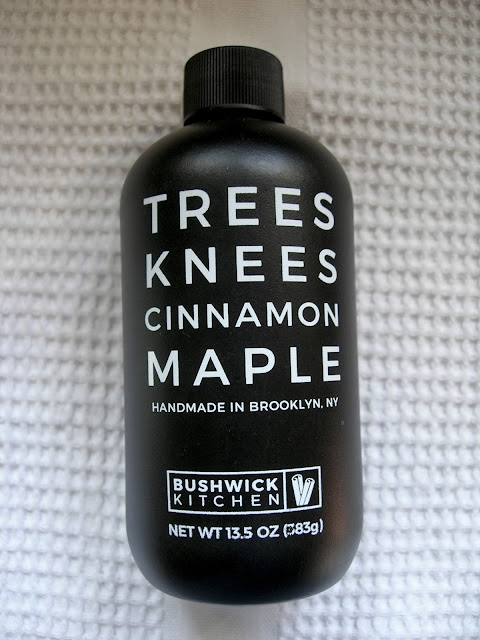 TREES
KNEES
CINNAMON
MAPLE
HANDMADE IN BROOKLYN, NY
BUSHWICK
KITCHEN
NET WT 13.5 OZ